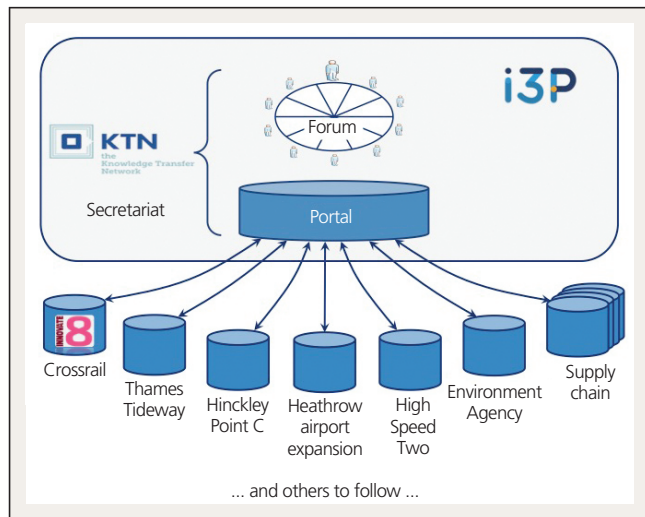 i3P
Forum
KTN
the
Knowledge Transfer
Network
Secretariat
Portal
INNOVATE
8
Crossrail
Thames
Tideway
Hinckley
Point C
Heathrow
airport
expansion
High
Speed
Two
Environment
Agency
Supply
chain
... and others to follow ...